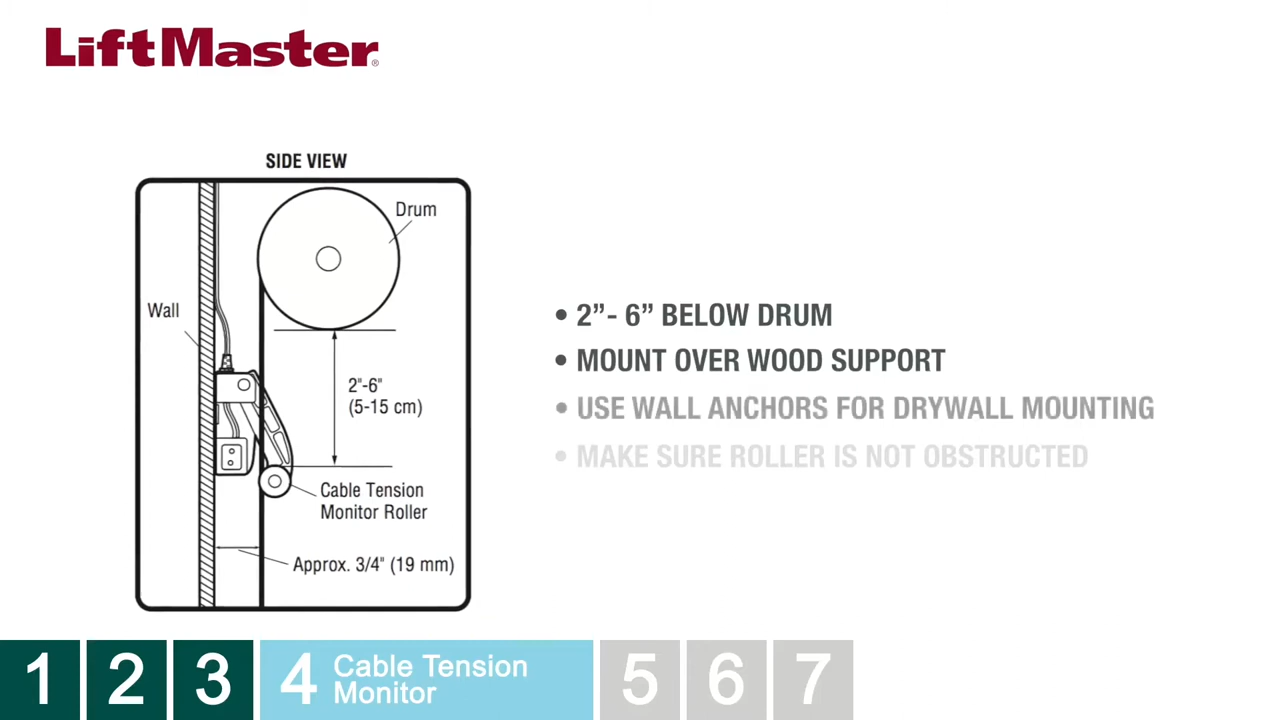 LiftMaster®
SIDE VIEW
Drum
Wall
2"-6"
(5-15 cm)
Cable Tension
Monitor Roller
Approx. 3/4" (19 mm)
• 2”- 6” BELOW DRUM
• MOUNT OVER WOOD SUPPORT
• USE WALL ANCHORS FOR DRYWALL MOUNTING
• MAKE SURE ROLLER IS NOT OBSTRUCTED
1 2 3 4 Cable Tension
Monitor
5 6 7